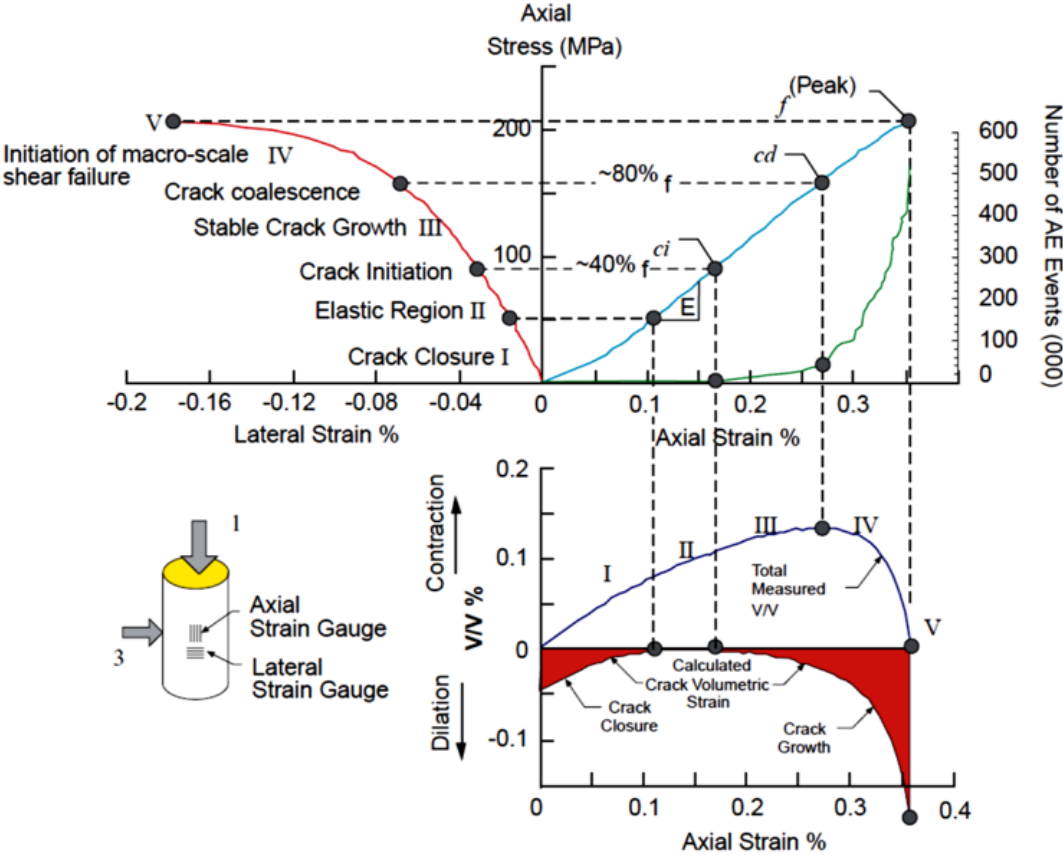 Axial
Stress (MPa)
f (Peak)
V
200
600
Initiation of macro-scale IV
shear failure
cd
~80% f
500
Crack coalescence
Stable Crack Growth III
400
100
ci
~40% f
300
Crack Initiation
Elastic Region II
E
200
Crack Closure I
100
0
Number of AE Events (000)
-0.2 -0.16 -0.12 -0.08 -0.04 0 0.1 0.2 0.3
Lateral Strain %
Axial Strain %
0.2
Contraction
III
IV
0.1
II
I
Total
Measured
V/V
V/V %
V
0
Calculated
Crack Volumetric
Strain
Crack
Closure
Crack
Growth
Dilation
-0.1
0 0.1 0.2 0.3 0.4
Axial Strain %
1
3
Axial
Strain Gauge
Lateral
Strain Gauge